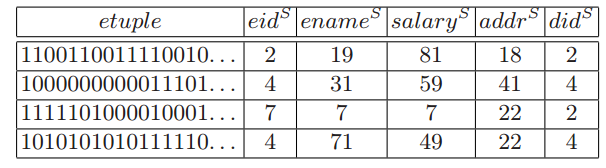 etuple eid^S ename^S salary^S addr^S did^S
1100110011110010... 2 19 81 18 2
1000000000011101... 4 31 59 41 4
1111101000010001... 7 7 7 22 2
1010101010111110... 4 71 49 22 4